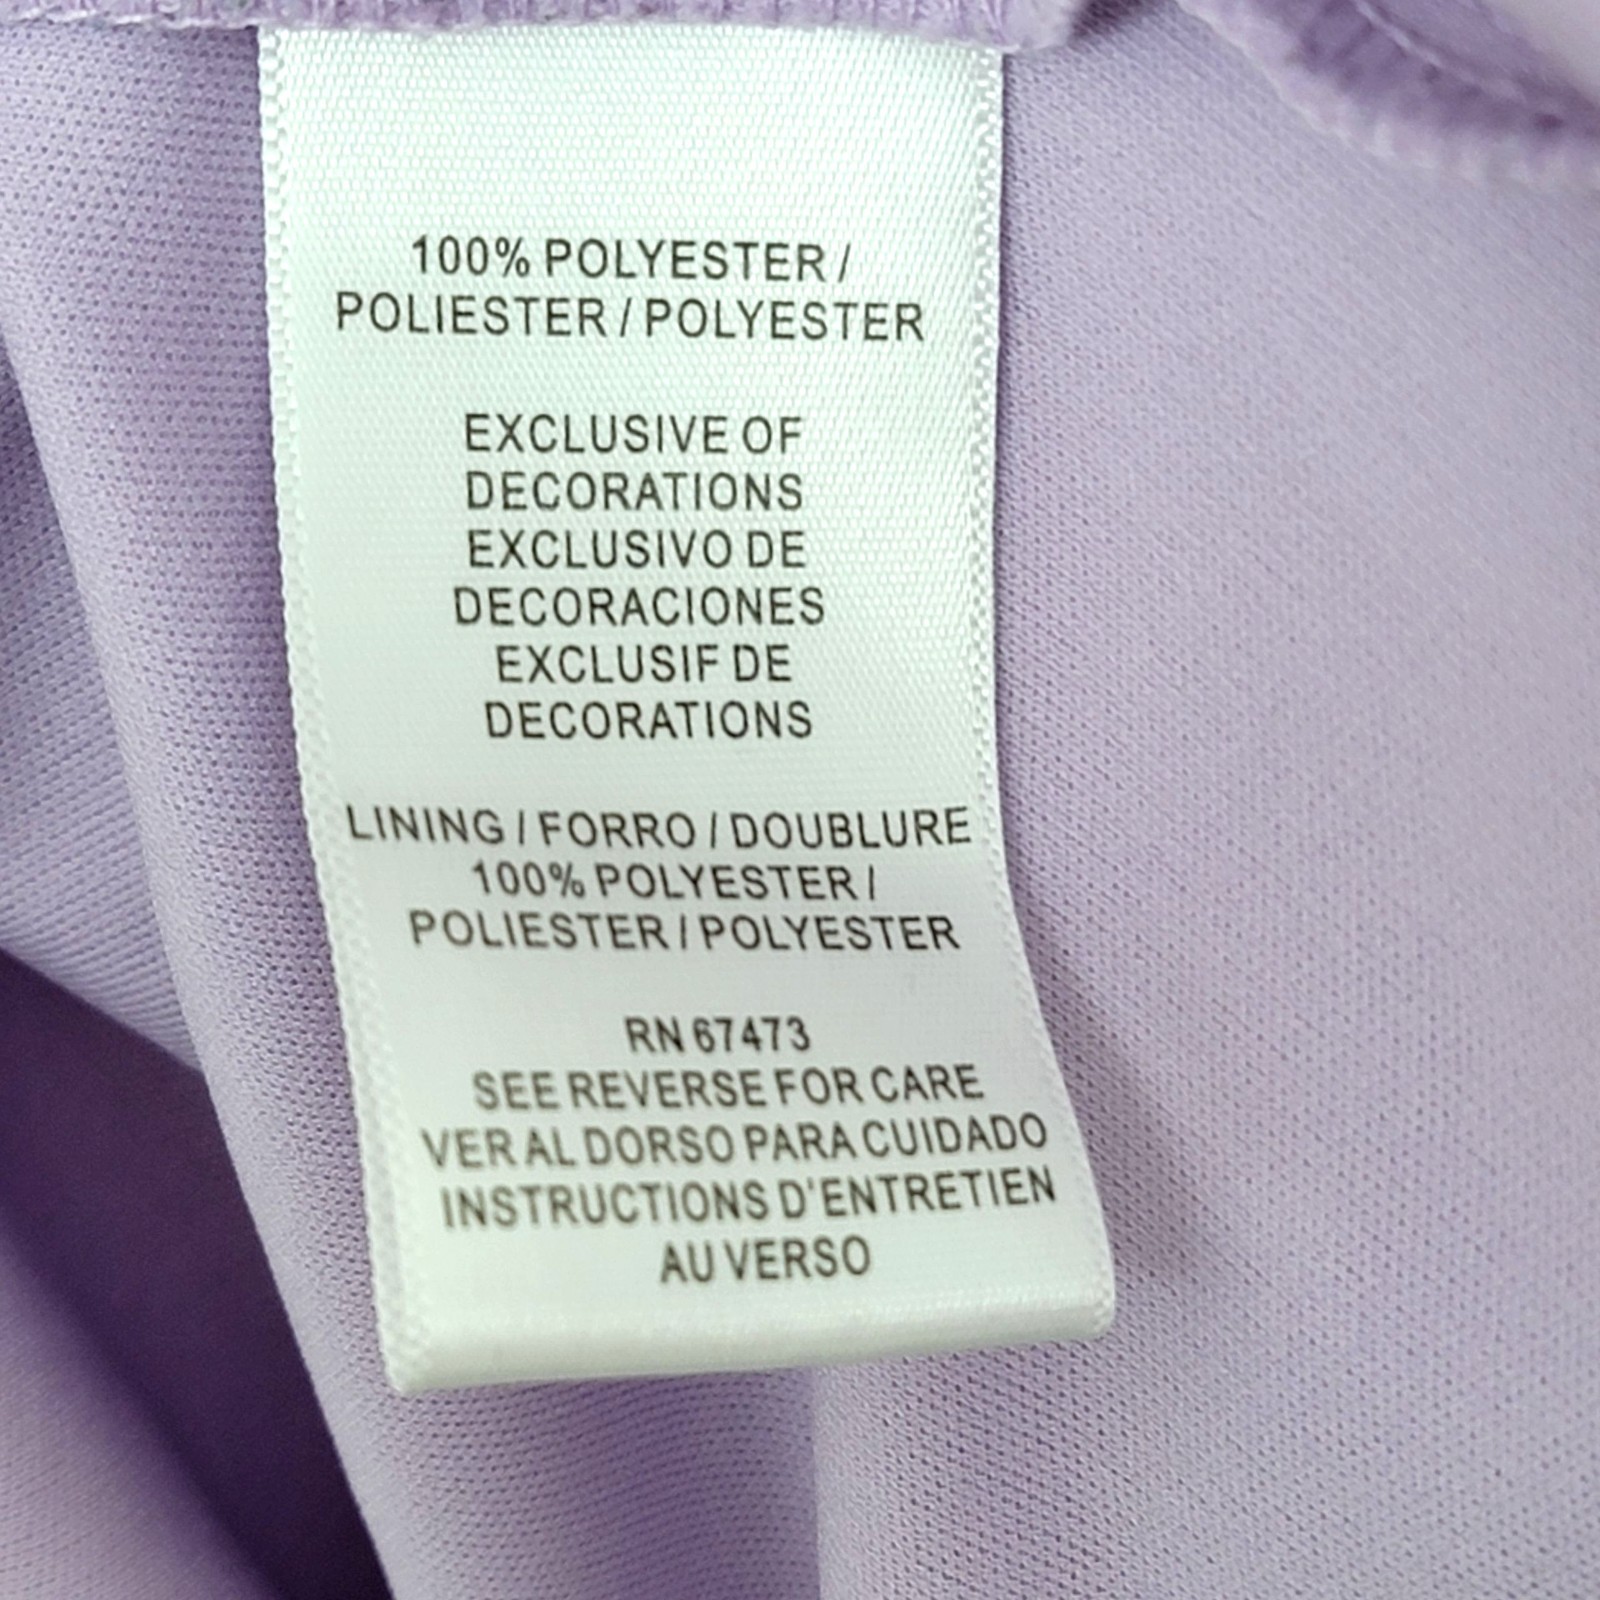 100% POLYESTER /
POLIESTER / POLYESTER
EXCLUSIVE OF
DECORATIONS
EXCLUSIVO DE
DECORACIONES
EXCLUSIF DE
DECORATIONS
LINING / FORRO / DOUBLURE
100% POLYESTER /
POLIESTER / POLYESTER
RN 67473
SEE REVERSE FOR CARE
VER AL DORSO PARA CUIDADO
INSTRUCTIONS D'ENTRETIEN
AU VERSO